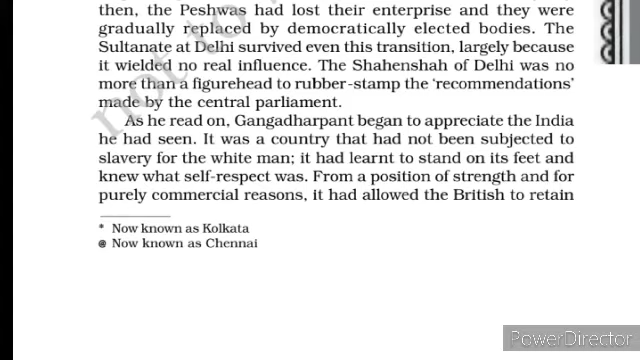 then, the Peshwas had lost their enterprise and they were
gradually replaced by democratically elected bodies. The
Sultanate at Delhi survived even this transition, largely because
it wielded no real influence. The Shahenshah of Delhi was no
more than a figurehead to rubber-stamp the ‘recommendations’
made by the central parliament.
As he read on, Gangadharpant began to appreciate the India
he had seen. It was a country that had not been subjected to
slavery for the white man; it had learnt to stand on its feet and
knew what self-respect was. From a position of strength and for
purely commercial reasons, it had allowed the British to retain
* Now known as Kolkata
@ Now known as Chennai
not to
PowerDirector